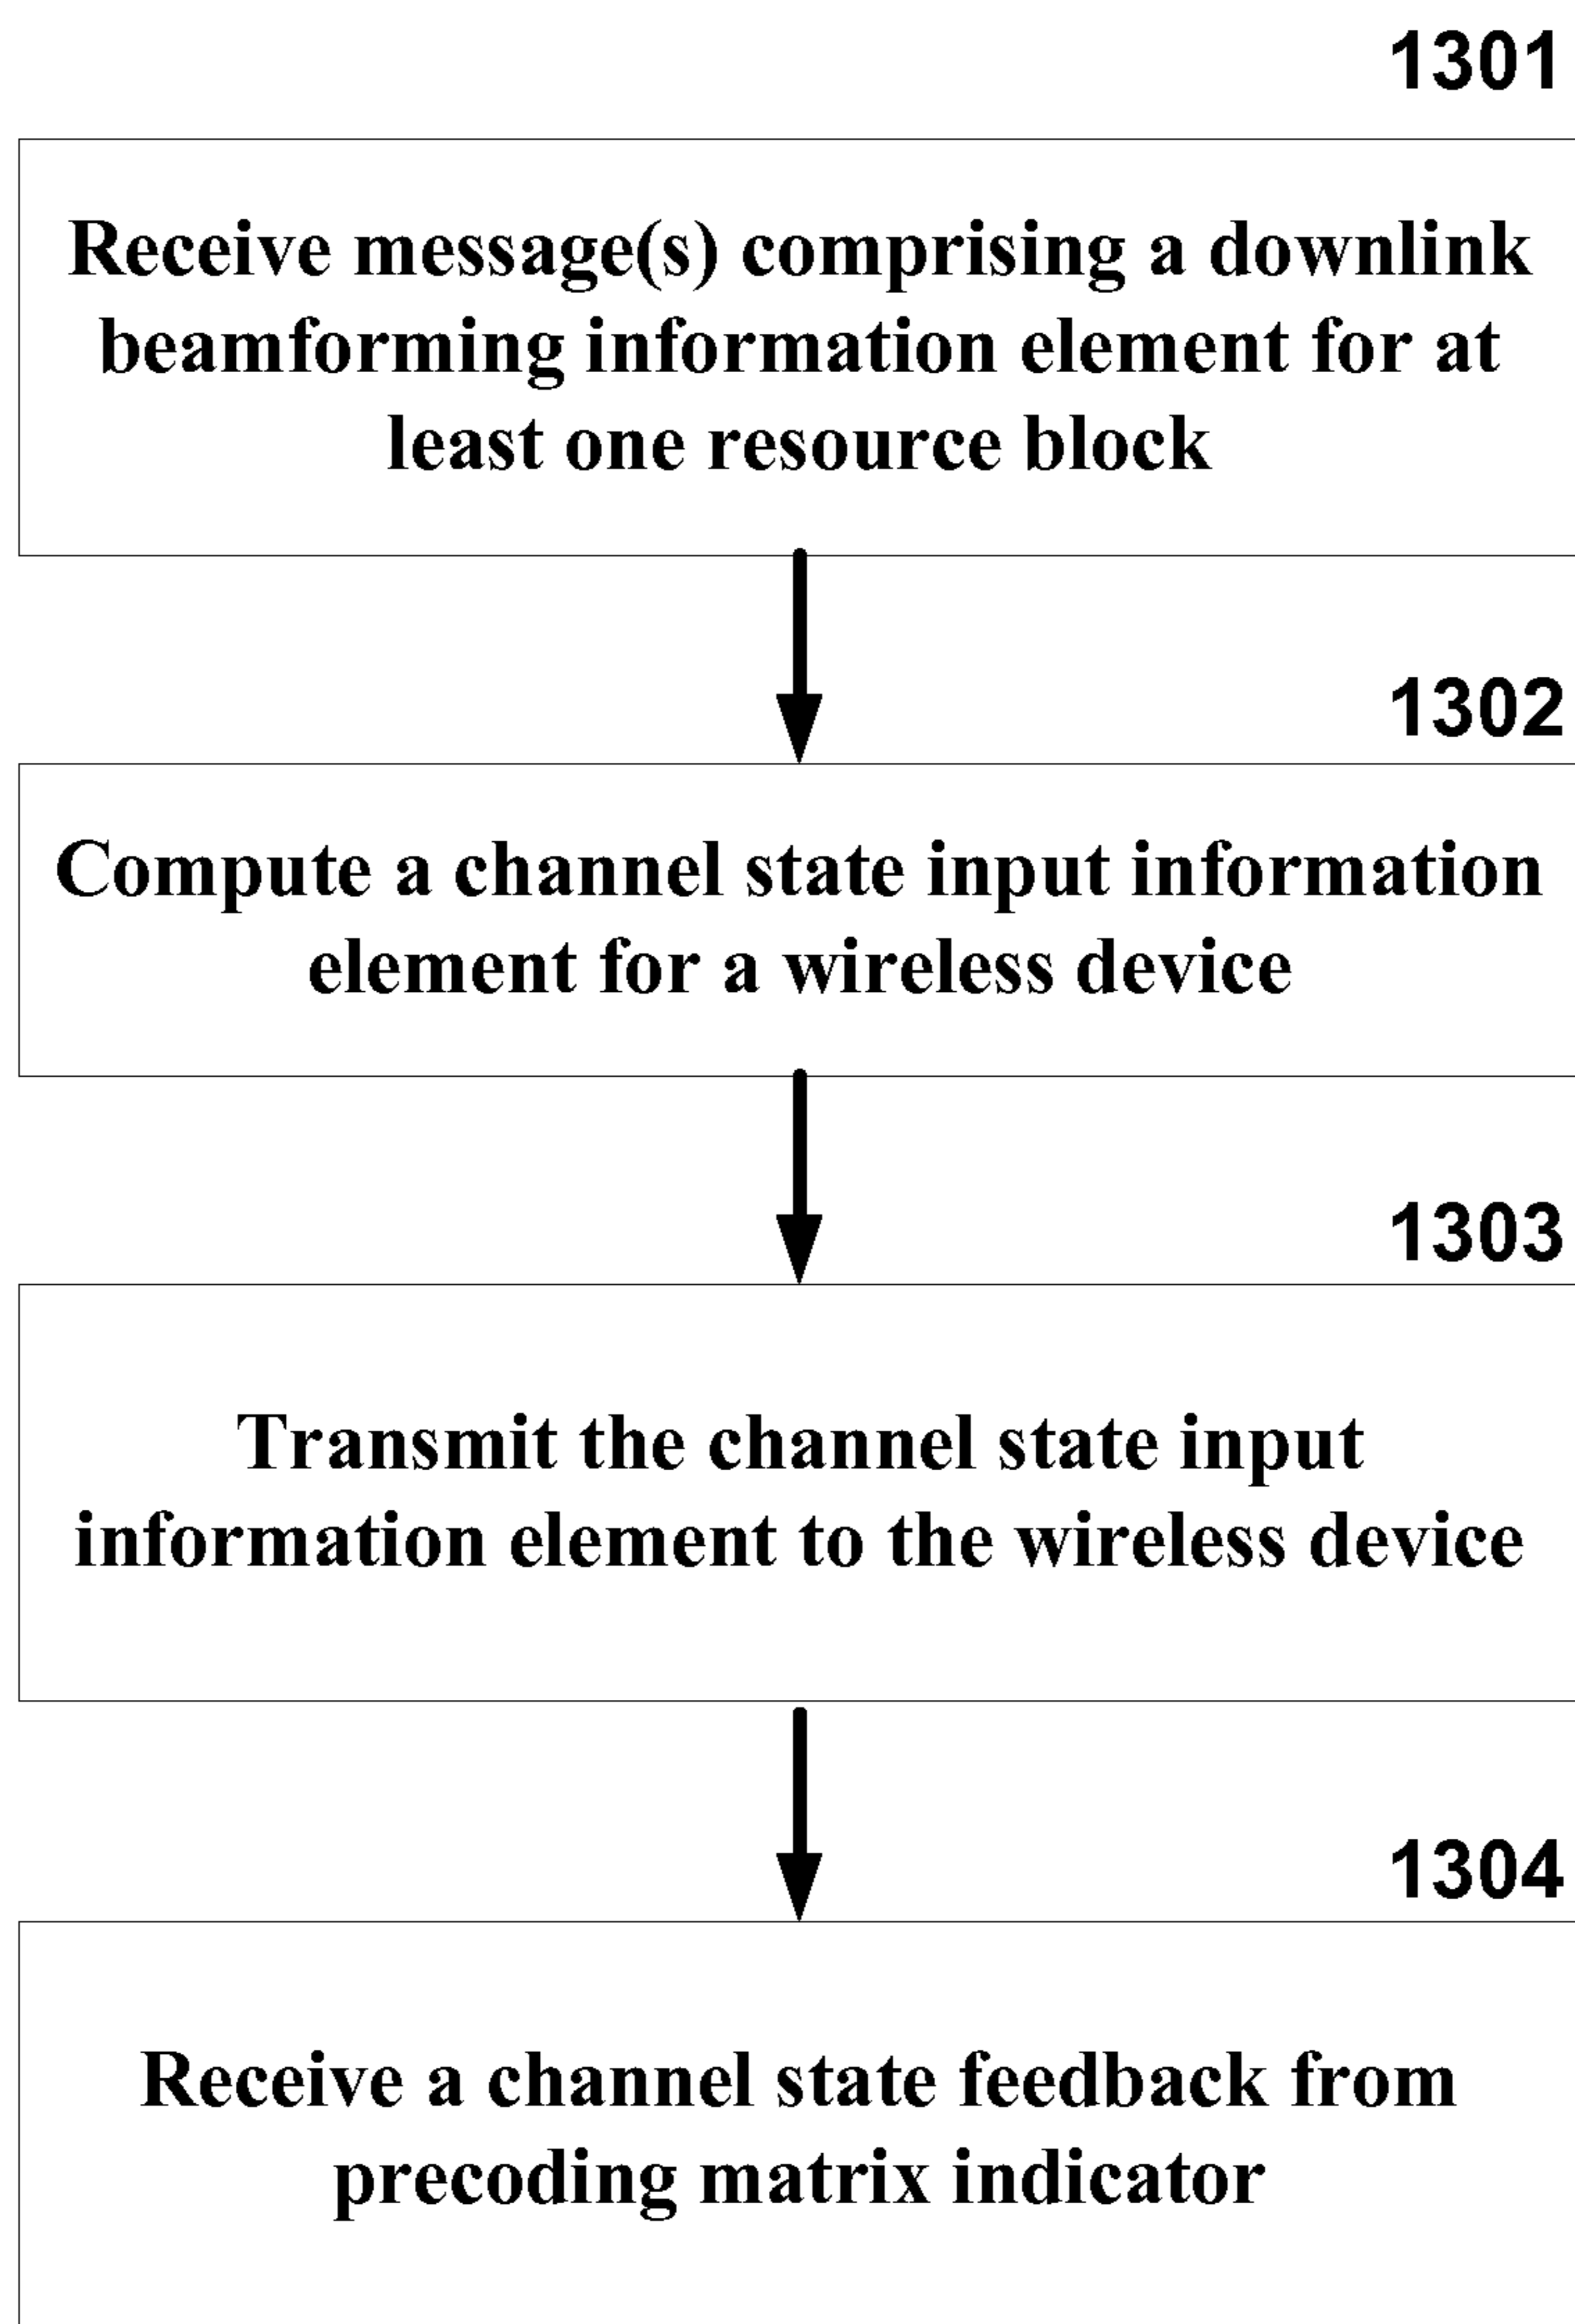 1301
Receive message(s) comprising a downlink
beamforming information element for at
least one resource block
1302
Compute a channel state input information
element for a wireless device
1303
Transmit the channel state input
information element to the wireless device
1304
Receive a channel state feedback from
precoding matrix indicator